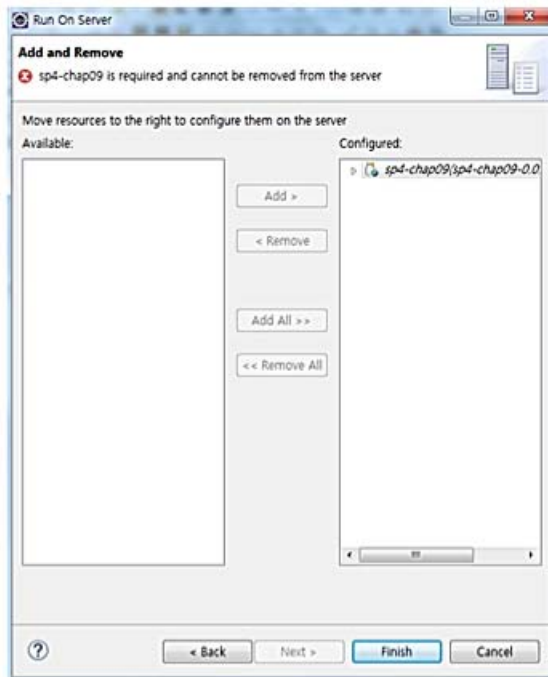 Run On Server
Add and Remove
sp4-chap09 is required and cannot be removed from the server
Move resources to the right to configure them on the server
Available:
Configured:
sp4-chap09(sp4-chap09-0.0
Add >
< Remove
Add All >>
<< Remove All
< Back
Next >
Finish
Cancel